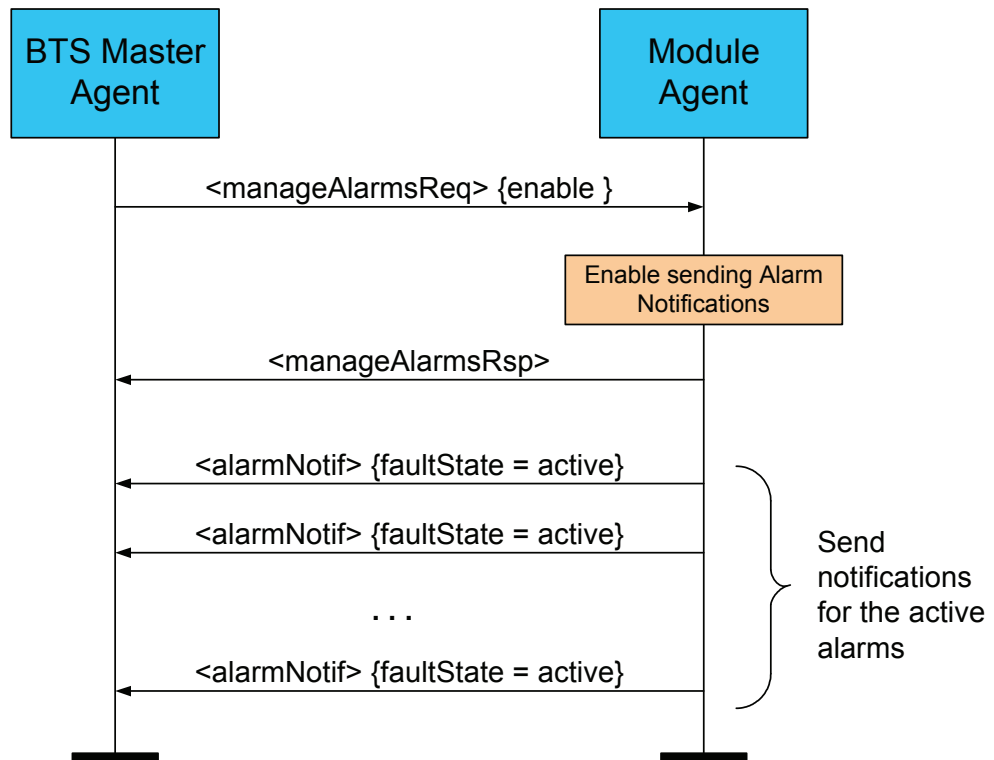 BTS Master
Agent
Module
Agent
<manageAlarmsReq> {enable }
Enable sending Alarm
Notifications
<manageAlarmsRsp>
<alarmNotif> {faultState = active}
<alarmNotif> {faultState = active}
. . .
<alarmNotif> {faultState = active}
Send
notifications
for the active
alarms